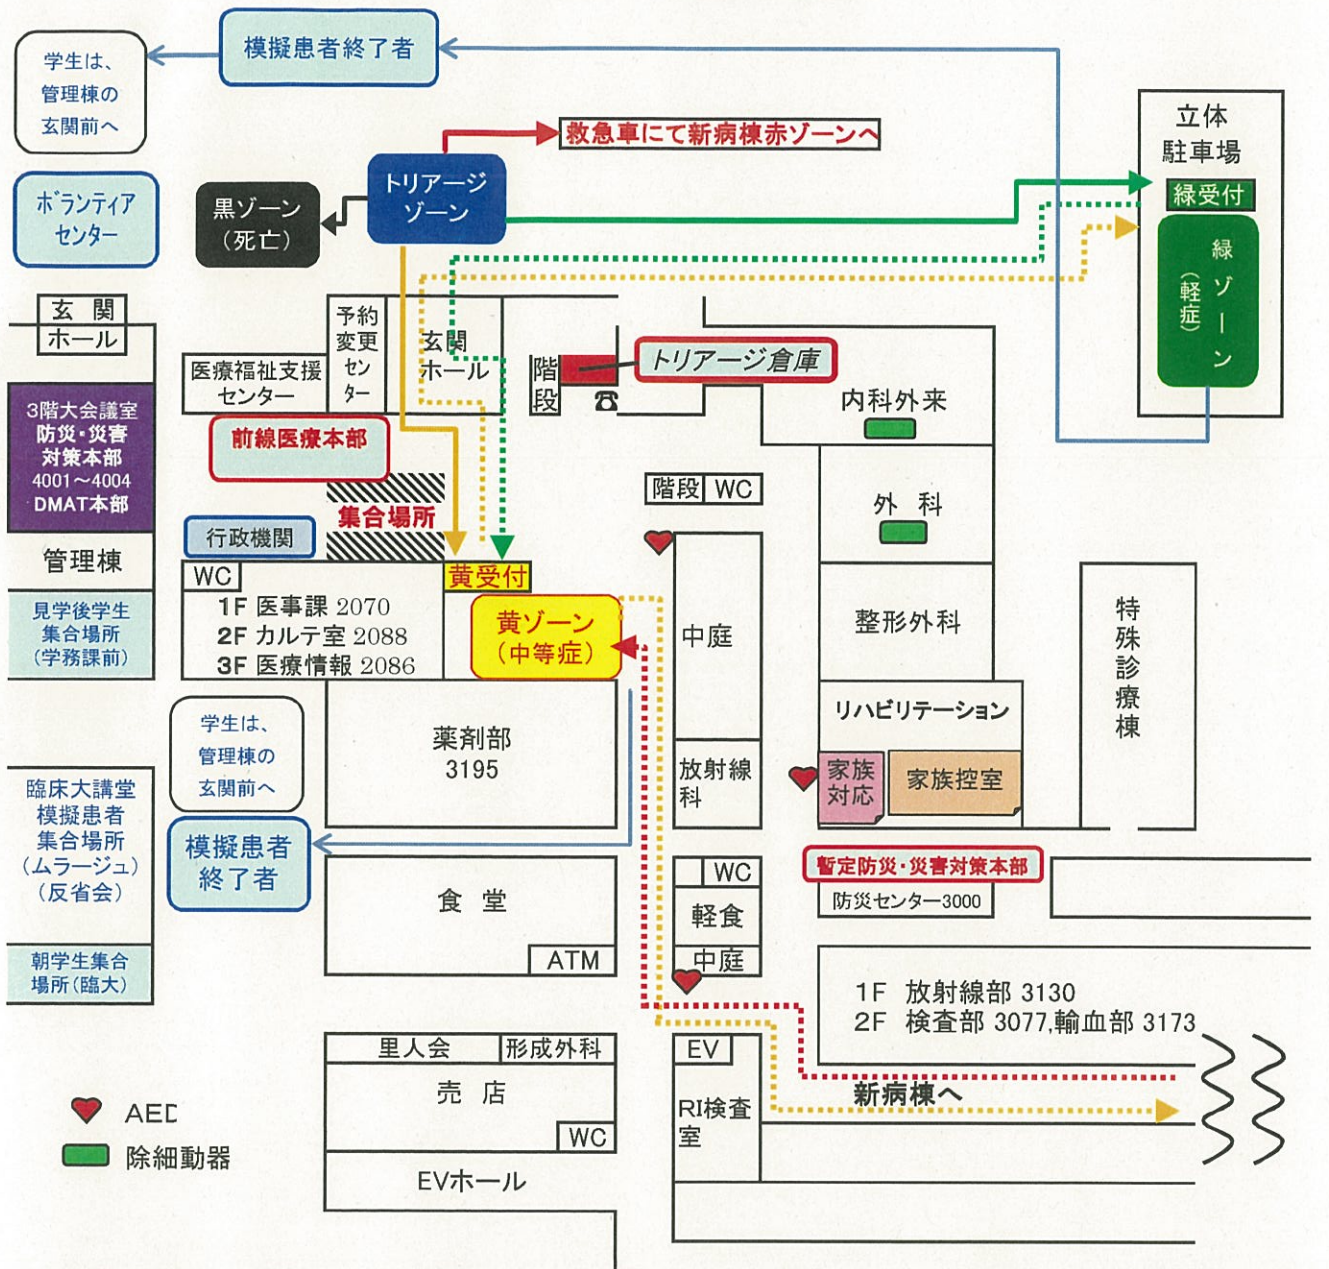 学生は、
管理棟の
玄関前へ
模擬患者終了者
救急車にて新病棟赤ゾーンへ
立体
駐車場
緑受付
緑ゾーン
(軽症)
ボランティア
センター
黒ゾーン
(死亡)
トリアージ
ゾーン
玄関
ホール
医療福祉支援
センター
予約
変更
セン
ター
玄関
ホール
階段
トリアージ倉庫
内科外来
3階大会議室
防災・災害
対策本部
4001~4004
DMAT本部
管理棟
見学後学生
集合場所
(学務課前)
前線医療本部
集合場所
行政機関
階段 WC
外科
WC
1F 医事課 2070
2F カルテ室 2088
3F 医療情報 2086
黄受付
黄ゾーン
(中等症)
中庭
整形外科
特殊診療棟
学生は、
管理棟の
玄関前へ
薬剤部
3195
放射線
科
リハビリテーション
家族
対応
家族控室
臨床大講堂
模擬患者
集合場所
(ムラージュ)
(反省会)
朝学生集合
場所(臨大)
模擬患者
終了者
食堂
ATM
WC
軽食
中庭
暫定防災・災害対策本部
防災センター3000
1F 放射線部 3130
2F 検査部 3077,輸血部 3173
里人会 形成外科
売店
WC
EVホール
EV
RI検査
室
新病棟へ
AED
除細動器